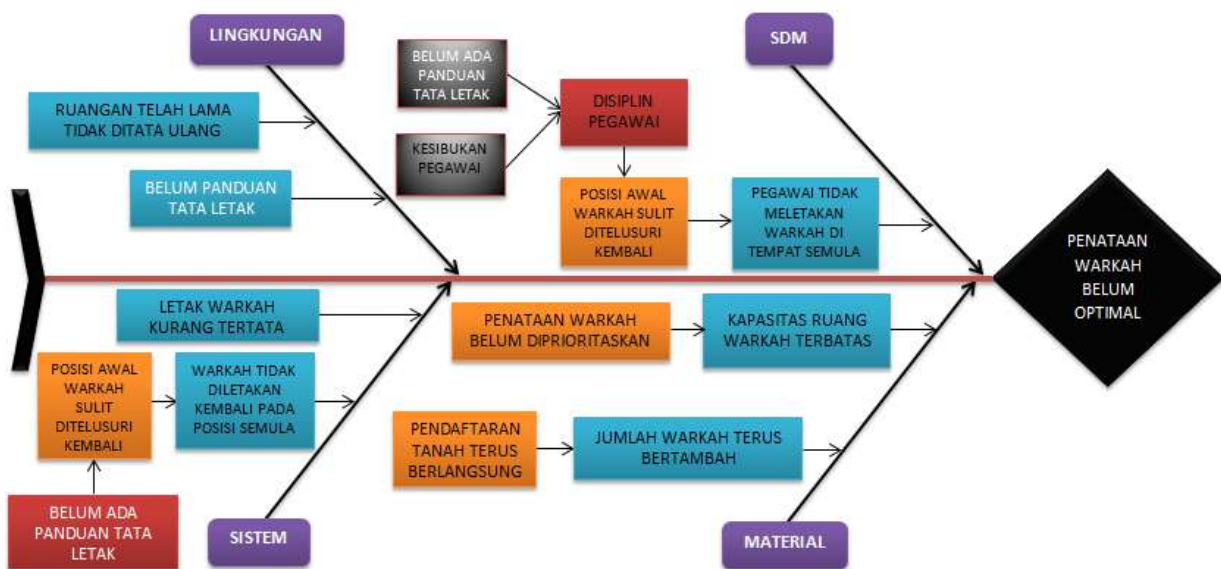 LINGKUNGAN
SDM
BELUM ADA
PANDUAN
TATA LETAK
DISIPLIN
PEGAWAI
RUANGAN TELAH LAMA
TIDAK DITATA ULANG
KESIBUKAN
PEGAWAI
BELUM PANDUAN
TATA LETAK
POSISI AWAL
WARKAH SULIT
DITELUSURI
KEMBALI
PEGAWAI TIDAK
MELETAKAN
WARKAH DI
TEMPAT SEMULA
PENATAAN
WARKAH
BELUM
OPTIMAL
LETAK WARKAH
KURANG TERTATA
PENATAAN WARKAH
BELUM DIPRIORITASKAN
KAPASITAS RUANG
WARKAH TERBATAS
POSISI AWAL
WARKAH
SULIT
DITELUSURI
KEMBALI
WARKAH TIDAK
DILETAKAN
KEMBALI PADA
POSISI SEMULA
PENDAFTARAN
TANAH TERUS
BERLANGSUNG
JUMLAH WARKAH TERUS
BERTAMBAH
BELUM ADA
PANDUAN TATA
LETAK
SISTEM
MATERIAL